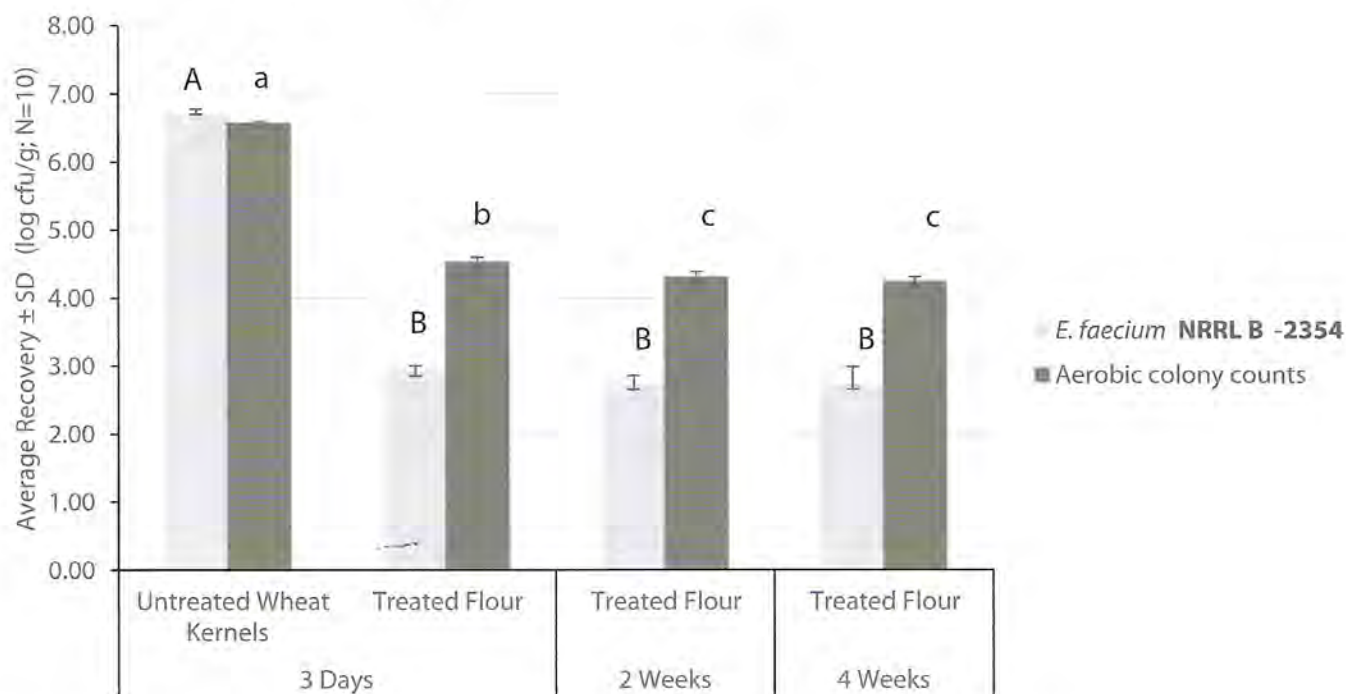 Average Recovery ± SD (log cfu/g; N=10)
8.00
7.00
6.00
5.00
4.00
3.00
2.00
1.00
0.00
A
a
B
b
B
c
B
c
Untreated Wheat
Kernels
Treated Flour
Treated Flour
Treated Flour
3 Days
2 Weeks
4 Weeks
E. faecium NRRL B -2354
Aerobic colony counts